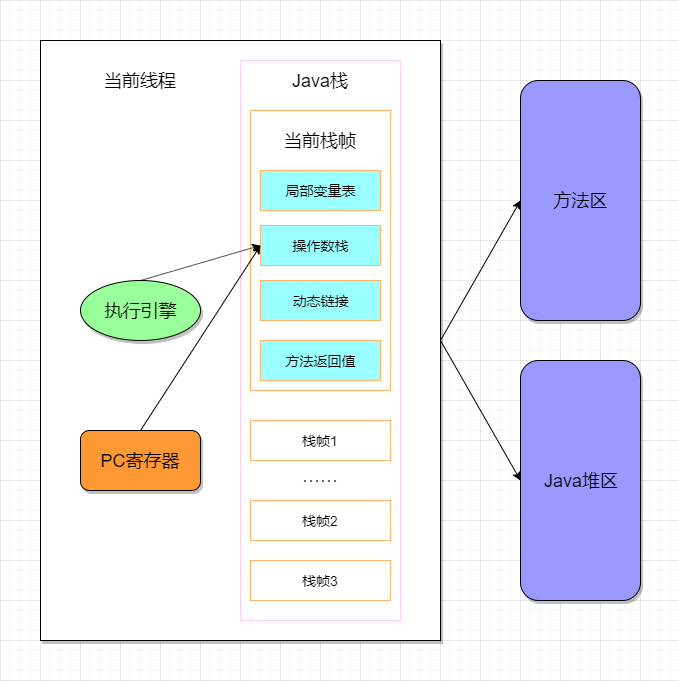 当前线程
Java栈
当前栈帧
局部变量表
操作数栈
动态链接
方法返回值
执行引擎
PC寄存器
栈帧1
……
栈帧2
栈帧3
方法区
Java堆区